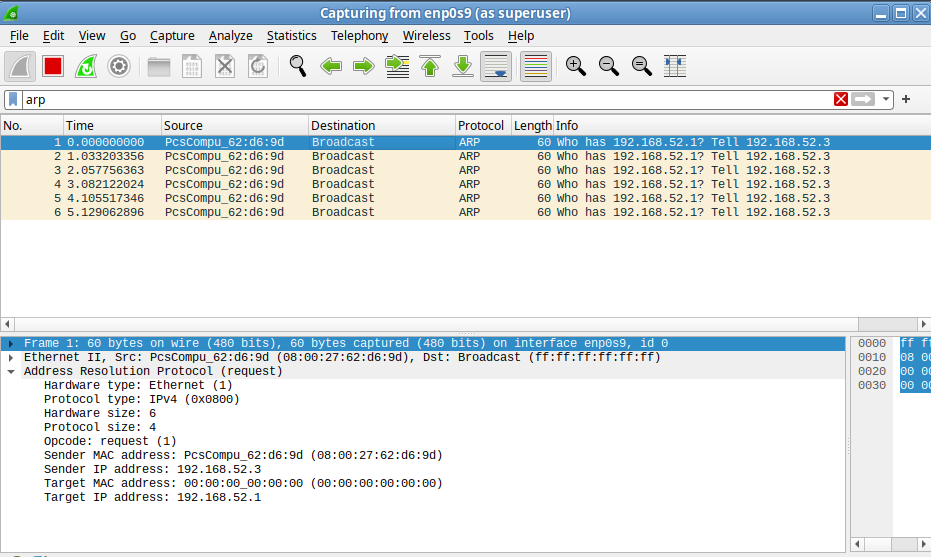 Capturing from enp0s9 (as superuser)
File Edit View Go Capture Analyze Statistics Telephony Wireless Tools Help
arp
No. Time Source Destination Protocol Length Info
1 0.000000000 PcsCompu_62:d6:9d Broadcast ARP 60 Who has 192.168.52.1? Tell 192.168.52.3
2 1.033203356 PcsCompu_62:d6:9d Broadcast ARP 60 Who has 192.168.52.1? Tell 192.168.52.3
3 2.057756363 PcsCompu_62:d6:9d Broadcast ARP 60 Who has 192.168.52.1? Tell 192.168.52.3
4 3.082122024 PcsCompu_62:d6:9d Broadcast ARP 60 Who has 192.168.52.1? Tell 192.168.52.3
5 4.105517346 PcsCompu_62:d6:9d Broadcast ARP 60 Who has 192.168.52.1? Tell 192.168.52.3
6 5.129062896 PcsCompu_62:d6:9d Broadcast ARP 60 Who has 192.168.52.1? Tell 192.168.52.3
Frame 1: 60 bytes on wire (480 bits), 60 bytes captured (480 bits) on interface enp0s9, id 0
Ethernet II, Src: PcsCompu_62:d6:9d (08:00:27:62:d6:9d), Dst: Broadcast (ff:ff:ff:ff:ff:ff)
Address Resolution Protocol (request)
Hardware type: Ethernet (1)
Protocol type: IPv4 (0x0800)
Hardware size: 6
Protocol size: 4
Opcode: request (1)
Sender MAC address: PcsCompu_62:d6:9d (08:00:27:62:d6:9d)
Sender IP address: 192.168.52.3
Target MAC address: 00:00:00_00:00:00 (00:00:00:00:00:00)
Target IP address: 192.168.52.1
0000 ff
0010 08
0020 00
0030 00